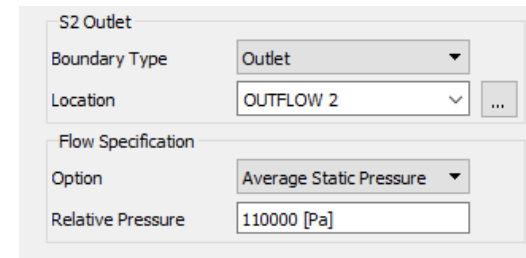 S2 Outlet
Boundary Type Outlet
Location OUTFLOW 2 ...
Flow Specification
Option Average Static Pressure
Relative Pressure 110000 [Pa]